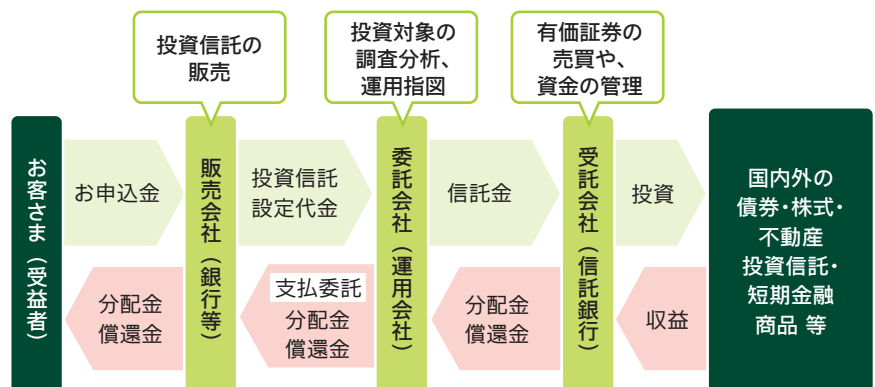 投資信託の
販売
投資対象の
調査分析、
運用指図
有価証券の
売買や、
資金の管理
お客さま（受益者）
お申込金
分配金
償還金
販売会社（銀行等）
投資信託
設定代金
支払委託
分配金
償還金
委託会社（運用会社）
信託金
分配金
償還金
受託会社（信託銀行）
投資
収益
国内外の
債券・株式・
不動産
投資信託・
短期金融
商品 等